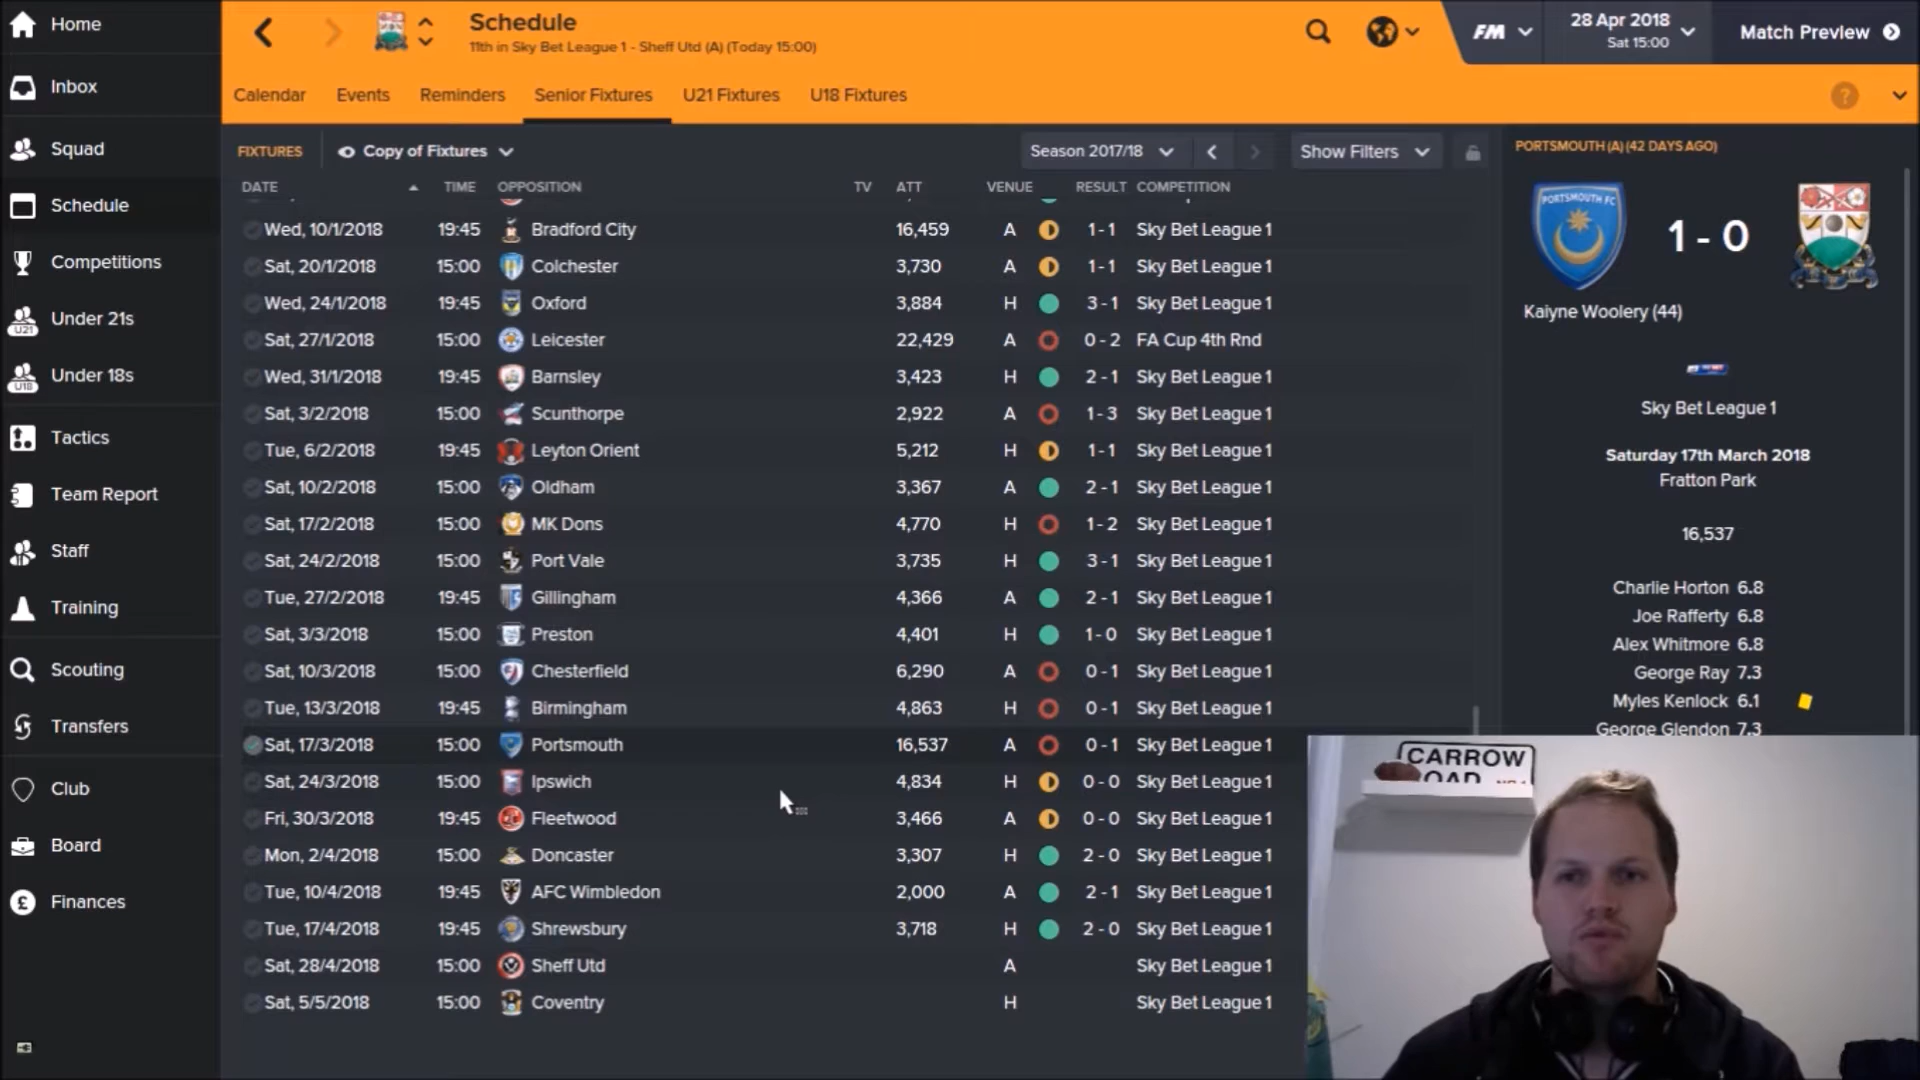 Home
Inbox
Squad
Schedule
Competitions
U21
Under 21s
U18
Under 18s
Tactics
Team Report
Staff
Training
Scouting
Transfers
Club
Board
£
Finances
Schedule
11th in Sky Bet League 1 - Sheff Utd (A) (Today 15:00)
FM
28 Apr 2018
Sat 15:00
Match Preview
Calendar Events Reminders Senior Fixtures U21 Fixtures U18 Fixtures
?
FIXTURES Copy of Fixtures Season 2017/18 Show Filters
DATE TIME OPPOSITION TV ATT VENUE RESULT COMPETITION
Wed, 10/1/2018 19:45 Bradford City 16,459 A 1 - 1 Sky Bet League 1
Sat, 20/1/2018 15:00 Colchester 3,730 A 1 - 1 Sky Bet League 1
Wed, 24/1/2018 19:45 Oxford 3,884 H 3 - 1 Sky Bet League 1
Sat, 27/1/2018 15:00 Leicester 22,429 A 0 - 2 FA Cup 4th Rnd
Wed, 31/1/2018 19:45 Barnsley 3,423 H 2 - 1 Sky Bet League 1
Sat, 3/2/2018 15:00 Scunthorpe 2,922 A 1 - 3 Sky Bet League 1
Tue, 6/2/2018 19:45 Leyton Orient 5,212 H 1 - 1 Sky Bet League 1
Sat, 10/2/2018 15:00 Oldham 3,367 A 2 - 1 Sky Bet League 1
Sat, 17/2/2018 15:00 MK Dons 4,770 H 1 - 2 Sky Bet League 1
Sat, 24/2/2018 15:00 Port Vale 3,735 H 3 - 1 Sky Bet League 1
Tue, 27/2/2018 19:45 Gillingham 4,366 A 2 - 1 Sky Bet League 1
Sat, 3/3/2018 15:00 Preston 4,401 H 1 - 0 Sky Bet League 1
Sat, 10/3/2018 15:00 Chesterfield 6,290 A 0 - 1 Sky Bet League 1
Tue, 13/3/2018 19:45 Birmingham 4,863 H 0 - 1 Sky Bet League 1
Sat, 17/3/2018 15:00 Portsmouth 16,537 A 0 - 1 Sky Bet League 1
Sat, 24/3/2018 15:00 Ipswich 4,834 H 0 - 0 Sky Bet League 1
Fri, 30/3/2018 19:45 Fleetwood 3,466 A 0 - 0 Sky Bet League 1
Mon, 2/4/2018 15:00 Doncaster 3,307 H 2 - 0 Sky Bet League 1
Tue, 10/4/2018 19:45 AFC Wimbledon 2,000 A 2 - 1 Sky Bet League 1
Tue, 17/4/2018 19:45 Shrewsbury 3,718 H 2 - 0 Sky Bet League 1
Sat, 28/4/2018 15:00 Sheff Utd A Sky Bet League 1
Sat, 5/5/2018 15:00 Coventry H Sky Bet League 1
PORTSMOUTH (A) (42 DAYS AGO)
PORTSMOUTH FC
1 - 0
Kaiyne Woolery (44)
Sky Bet League 1
Saturday 17th March 2018
Fratton Park
16,537
Charlie Horton 6.8
Joe Rafferty 6.8
Alex Whitmore 6.8
George Ray 7.3
Myles Kenlock 6.1
George Glendon 7.3
CARROW
OAD